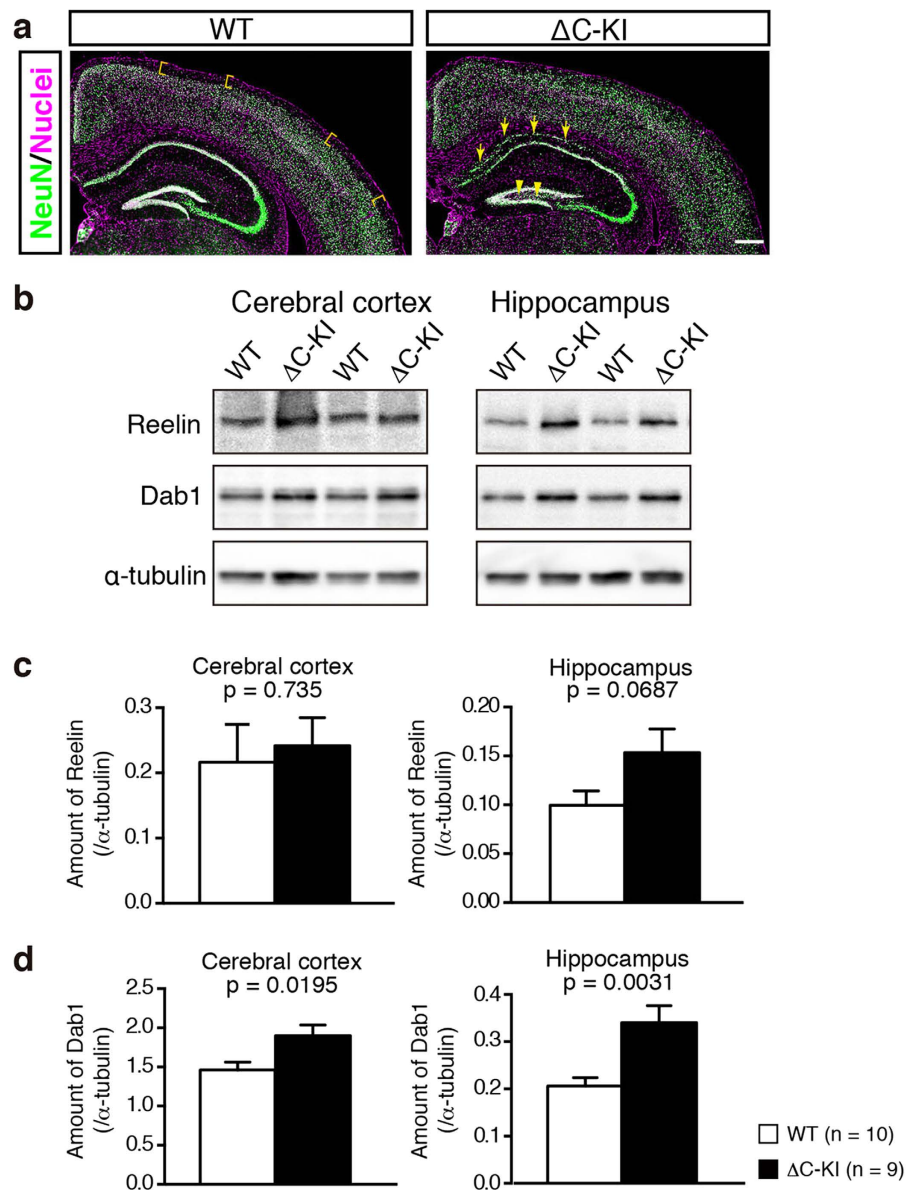 a
WT
ΔC-KI
NeuN/Nuclei
b
Cerebral cortex
Hippocampus
WT
ΔC-KI
WT
ΔC-KI
WT
ΔC-KI
WT
ΔC-KI
Reelin
Dab1
α-tubulin
c
Cerebral cortex
p = 0.735
Amount of Reelin
(/α-tubulin)
0.3
0.2
0.1
0.0
Hippocampus
p = 0.0687
Amount of Reelin
(/α-tubulin)
0.20
0.15
0.10
0.05
0.00
d
Cerebral cortex
p = 0.0195
Amount of Dab1
(/α-tubulin)
2.5
2.0
1.5
1.0
0.5
0.0
Hippocampus
p = 0.0031
Amount of Dab1
(/α-tubulin)
0.4
0.3
0.2
0.1
0.0
WT (n = 10)
ΔC-KI (n = 9)